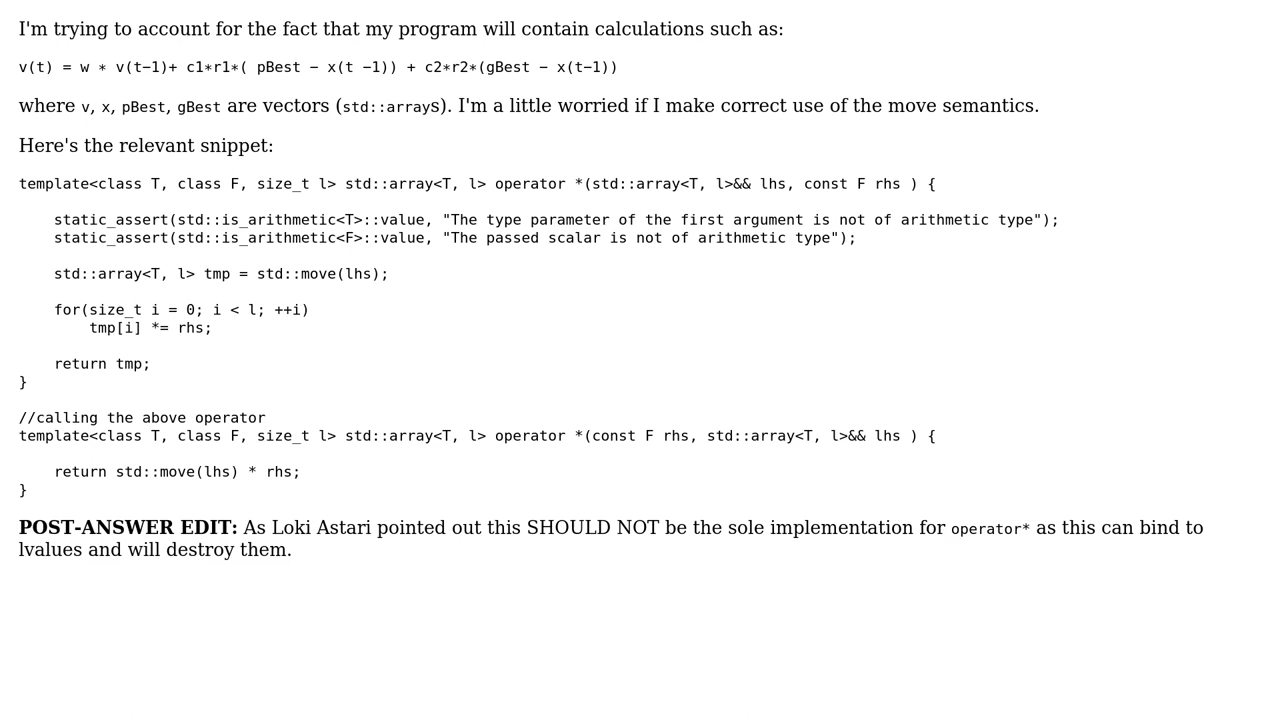 I'm trying to account for the fact that my program will contain calculations such as:
v(t) = w ∗ v(t−1)+ c1∗r1∗( pBest − x(t −1)) + c2∗r2∗(gBest − x(t−1))
where v, x, pBest, gBest are vectors (std::arrays). I'm a little worried if I make correct use of the move semantics.
Here's the relevant snippet:
template<class T, class F, size_t l> std::array<T, l> operator *(std::array<T, l>&& lhs, const F rhs ) {
    static_assert(std::is_arithmetic<T>::value, "The type parameter of the first argument is not of arithmetic type");
    static_assert(std::is_arithmetic<F>::value, "The passed scalar is not of arithmetic type");
    std::array<T, l> tmp = std::move(lhs);
    for(size_t i = 0; i < l; ++i)
        tmp[i] *= rhs;
    return tmp;
}
//calling the above operator
template<class T, class F, size_t l> std::array<T, l> operator *(const F rhs, std::array<T, l>&& lhs ) {
    return std::move(lhs) * rhs;
}
POST-ANSWER EDIT: As Loki Astari pointed out this SHOULD NOT be the sole implementation for operator* as this can bind to
lvalues and will destroy them.